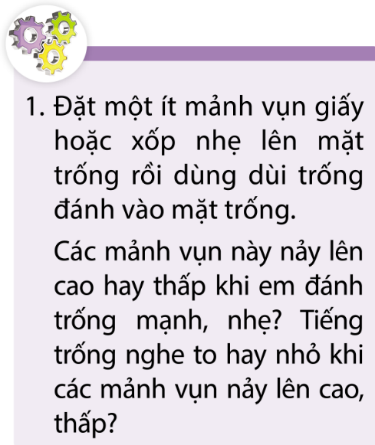 1. Đặt một ít mảnh vụn giấy
hoặc xốp nhẹ lên mặt
trống rồi dùng dùi trống
đánh vào mặt trống.
Các mảnh vụn này nảy lên
cao hay thấp khi em đánh
trống mạnh, nhẹ? Tiếng
trống nghe to hay nhỏ khi
các mảnh vụn nảy lên cao,
thấp?